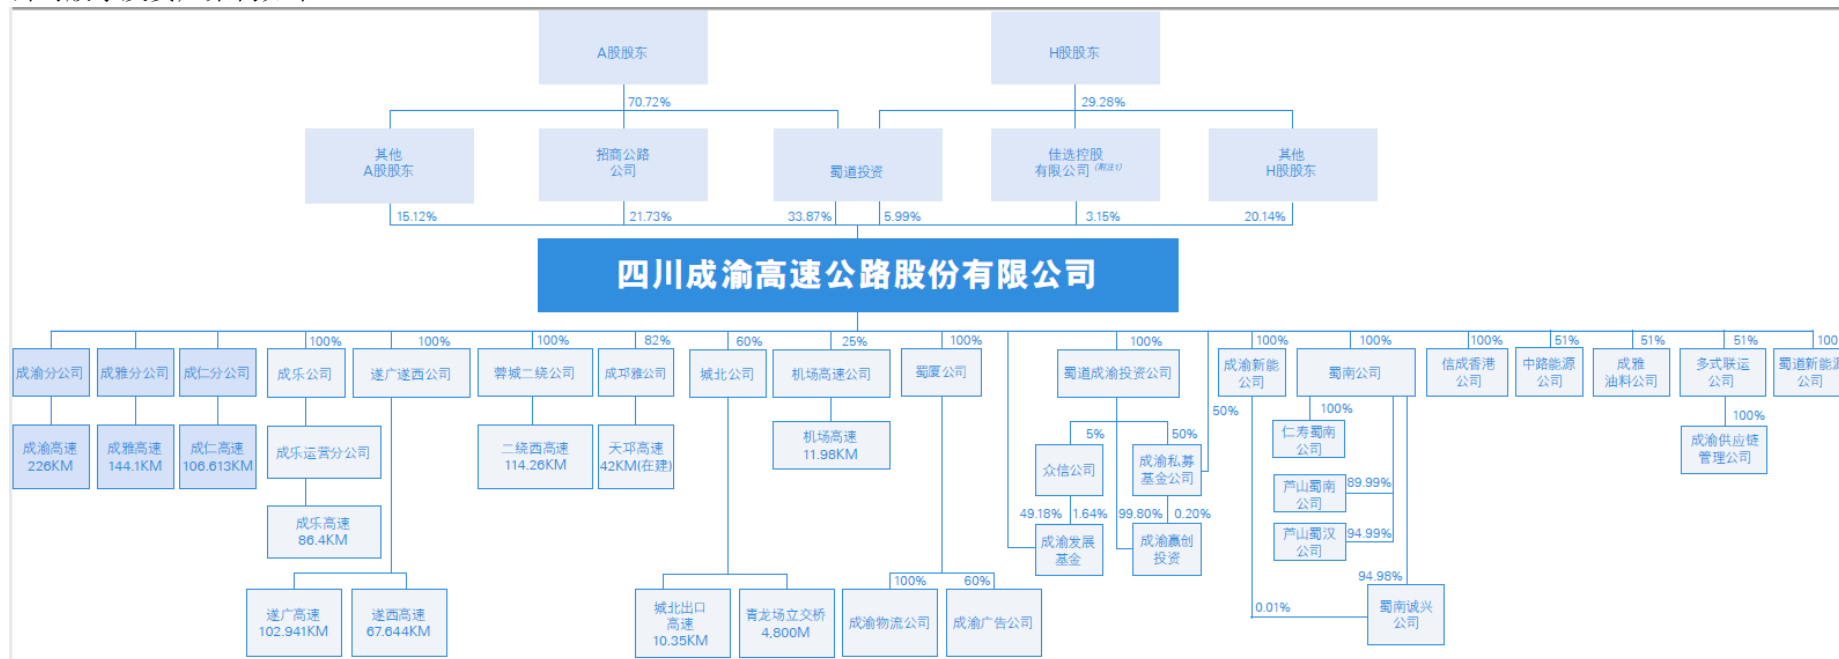 A股股东
H股股东
70.72%
29.28%
其他
A股股东
招商公路
公司
蜀道投资
佳选控股
有限公司(附注1)
其他
H股股东
15.12%
21.73%
33.87%
5.99%
3.15%
20.14%
四川成渝高速公路股份有限公司
100%
100%
100%
82%
60%
25%
100%
100%
100%
100%
100%
51%
51%
51%
100
成渝分公司
成雅分公司
成仁分公司
成乐公司
遂广遂西公司
蓉城二绕公司
成邛雅公司
城北公司
机场高速公司
蜀厦公司
蜀道成渝投资公司
成渝新能
公司
蜀南公司
信成香港
公司
中路能源
公司
成雅
油料公司
多式联运
公司
蜀道新能源
公司
50%
100%
100%
成渝高速
226KM
成雅高速
144.1KM
成仁高速
106.613KM
成乐运营分公司
二绕西高速
114.26KM
天邛高速
42KM(在建)
机场高速
11.98KM
5%
50%
众信公司
成渝私募
基金公司
仁寿蜀南
公司
成渝供应链
管理公司
芦山蜀南
公司
89.99%
成乐高速
86.4KM
49.18%
1.64%
99.80%
0.20%
成渝发展
基金
成渝赢创
投资
芦山蜀汉
公司
94.99%
94.98%
100%
60%
0.01%
遂广高速
102.941KM
遂西高速
67.644KM
城北出口
高速
10.35KM
青龙场立交桥
4,800M
成渝物流公司
成渝广告公司
蜀南诚兴
公司